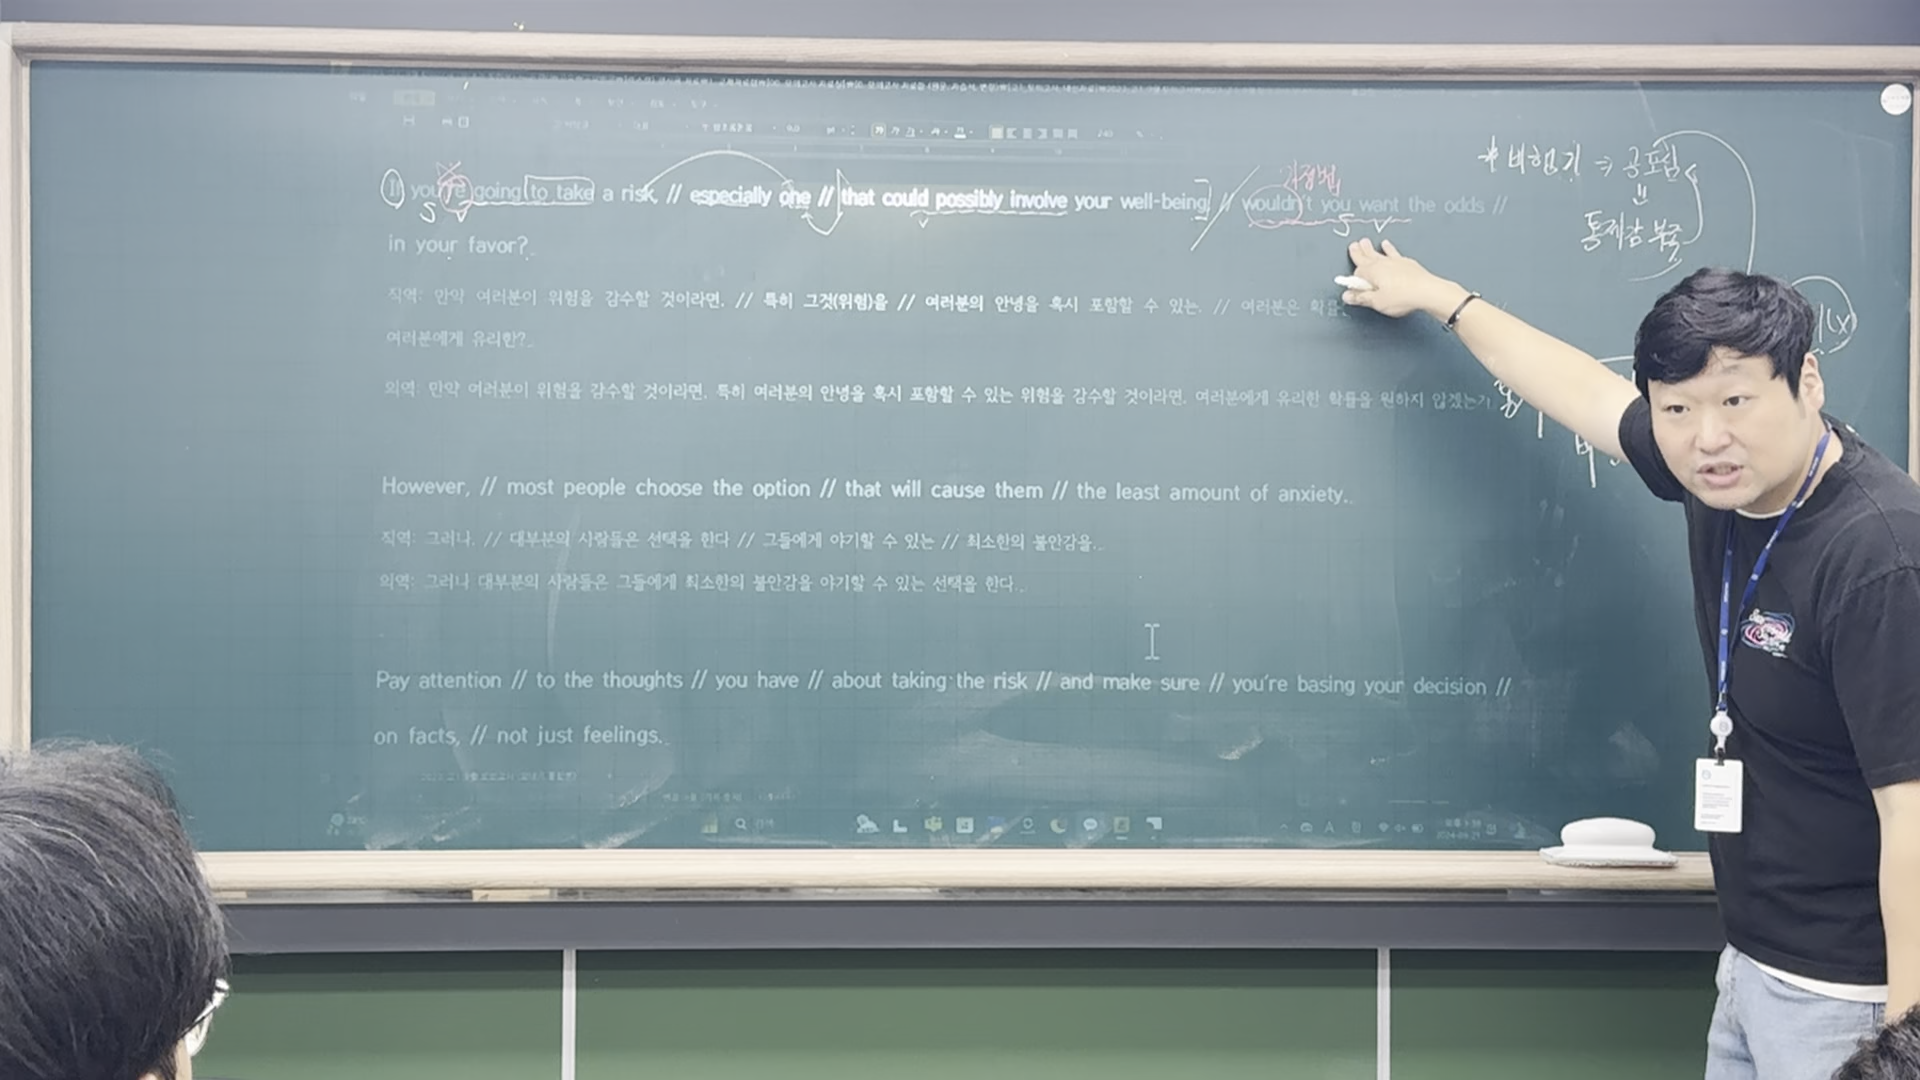 If you're going to take a risk, // especially one // that could possibly involve your well-being, // wouldn't you want the odds //
가정법
S V
S V
in your favor?
* 비행기 ⇒ 공포감
=
통제감 부족
(X)
직역: 만약 여러분이 위험을 감수할 것이라면, // 특히 그것(위험)을 // 여러분의 안녕을 혹시 포함할 수 있는, // 여러분은 확률
여러분에게 유리한?
의역: 만약 여러분이 위험을 감수할 것이라면, 특히 여러분의 안녕을 혹시 포함할 수 있는 위험을 감수할 것이라면, 여러분에게 유리한 확률을 원하지 않겠는가
However, // most people choose the option // that will cause them // the least amount of anxiety.
직역: 그러나, // 대부분의 사람들은 선택을 한다 // 그들에게 야기할 수 있는 // 최소한의 불안감을.
의역: 그러나 대부분의 사람들은 그들에게 최소한의 불안감을 야기할 수 있는 선택을 한다.
Pay attention // to the thoughts // you have // about taking the risk // and make sure // you're basing your decision //
on facts, // not just feelings.